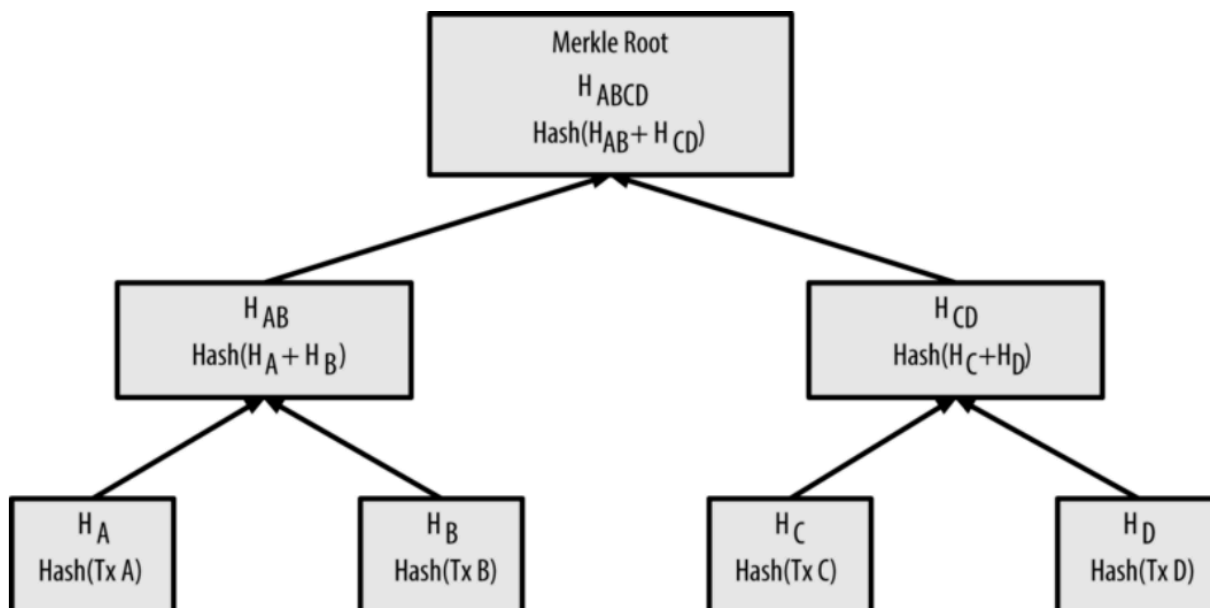 Merkle Root
H ABCD
Hash(H AB + H CD)
H AB
Hash(H A + H B)
H CD
Hash(H C+H D)
H A
Hash(Tx A)
H B
Hash(Tx B)
H C
Hash(Tx C)
H D
Hash(Tx D)